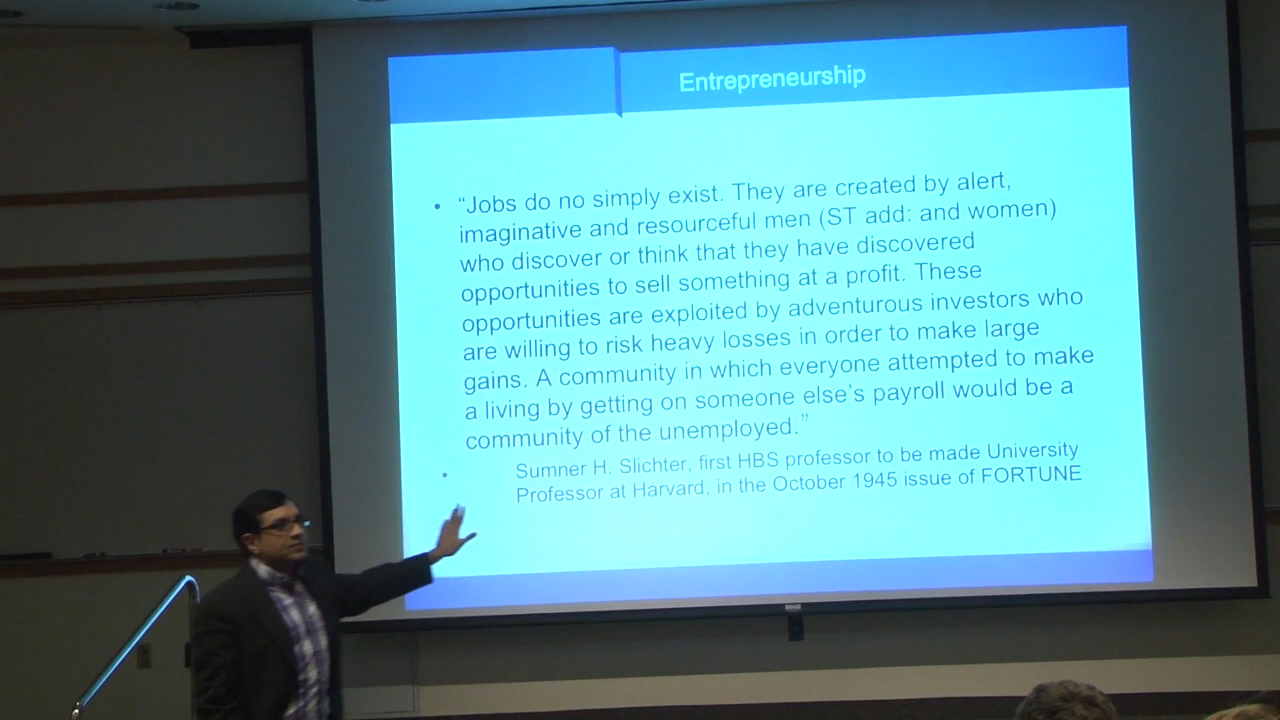 Entrepreneurship
• “Jobs do no simply exist. They are created by alert,
imaginative and resourceful men (ST add: and women)
who discover or think that they have discovered
opportunities to sell something at a profit. These
opportunities are exploited by adventurous investors who
are willing to risk heavy losses in order to make large
gains. A community in which everyone attempted to make
a living by getting on someone else’s payroll would be a
community of the unemployed.”
• Sumner H. Slichter, first HBS professor to be made University
Professor at Harvard, in the October 1945 issue of FORTUNE